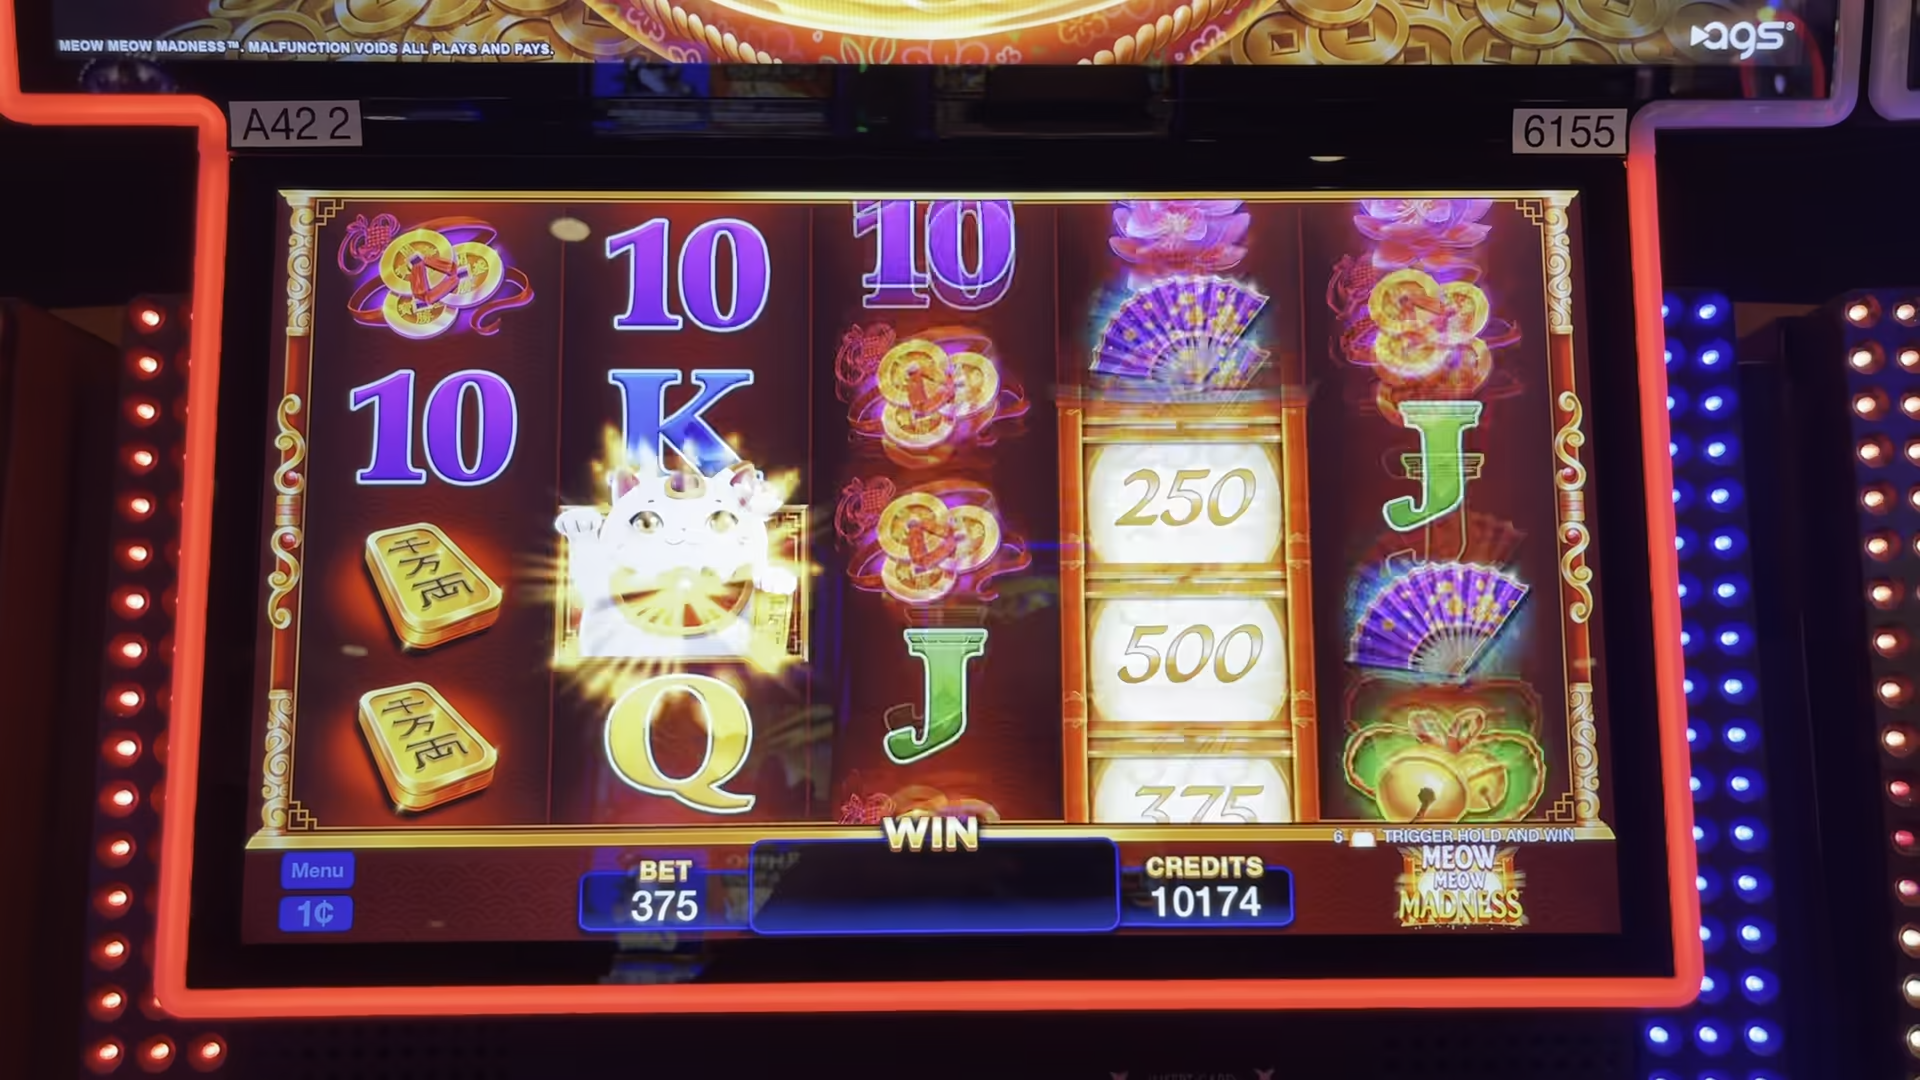 MEOW MEOW MADNESS™. MALFUNCTION VOIDS ALL PLAYS AND PAYS.
ags®
A42 2
6155
10
10
10
K
250
J
千万両
500
J
千万両
Q
375
WIN
6 TRIGGER HOLD AND WIN
Menu
BET
CREDITS
MEOW
MEOW
MADNESS
1¢
375
10174